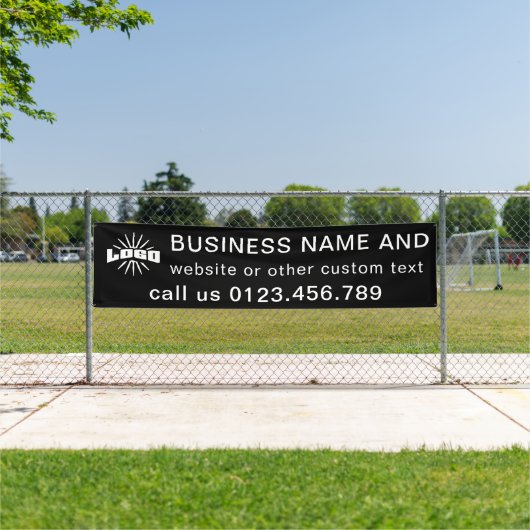 LOGO
BUSINESS NAME AND
website or other custom text
call us 0123.456.789